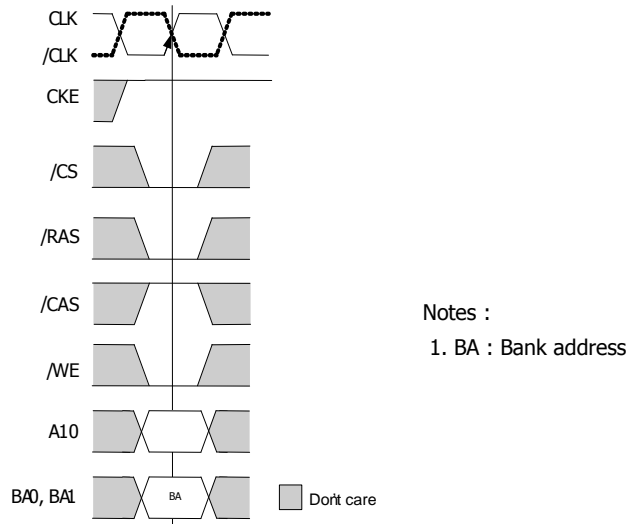 CLK
/CLK
CKE
/CS
/RAS
/CAS
/WE
A10
BA0, BA1
BA
Don't care
Notes :
1. BA : Bank address